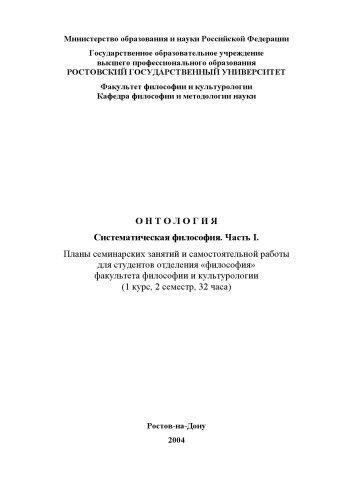 Министерство образования и науки Российской Федерации
Государственное образовательное учреждение
высшего профессионального образования
РОСТОВСКИЙ ГОСУДАРСТВЕННЫЙ УНИВЕРСИТЕТ
Факультет философии и культурологии
Кафедра философии и методологии науки
О Н Т О Л О Г И Я
Систематическая философия. Часть I.
Планы семинарских занятий и самостоятельной работы
для студентов отделения «философия»
факультета философии и культурологии
(1 курс, 2 семестр, 32 часа)
Ростов-на-Дону
2004